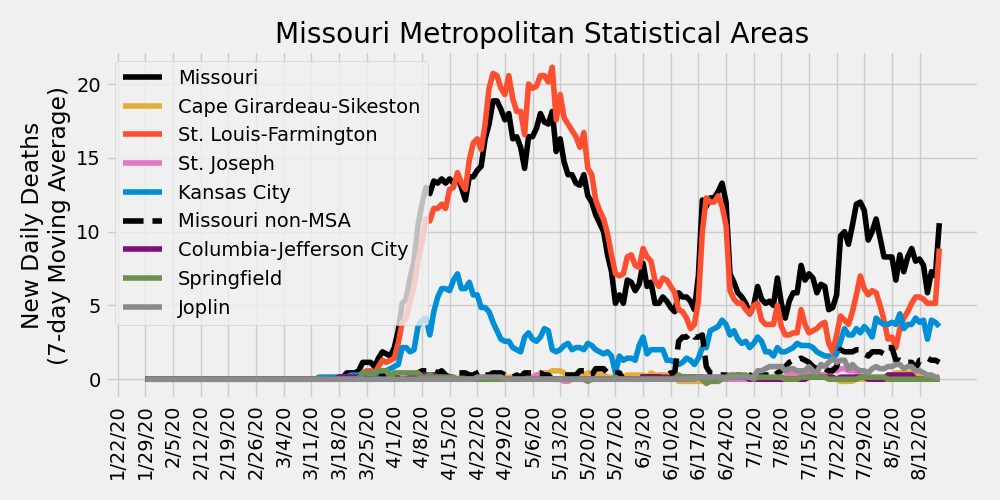 Missouri Metropolitan Statistical Areas
New Daily Deaths
(7-day Moving Average)
20
15
10
5
0
Missouri
Cape Girardeau-Sikeston
St. Louis-Farmington
St. Joseph
Kansas City
Missouri non-MSA
Columbia-Jefferson City
Springfield
Joplin
1/22/20
1/29/20
2/5/20
2/12/20
2/19/20
2/26/20
3/4/20
3/11/20
3/18/20
3/25/20
4/1/20
4/8/20
4/15/20
4/22/20
4/29/20
5/6/20
5/13/20
5/20/20
5/27/20
6/3/20
6/10/20
6/17/20
6/24/20
7/1/20
7/8/20
7/15/20
7/22/20
7/29/20
8/5/20
8/12/20